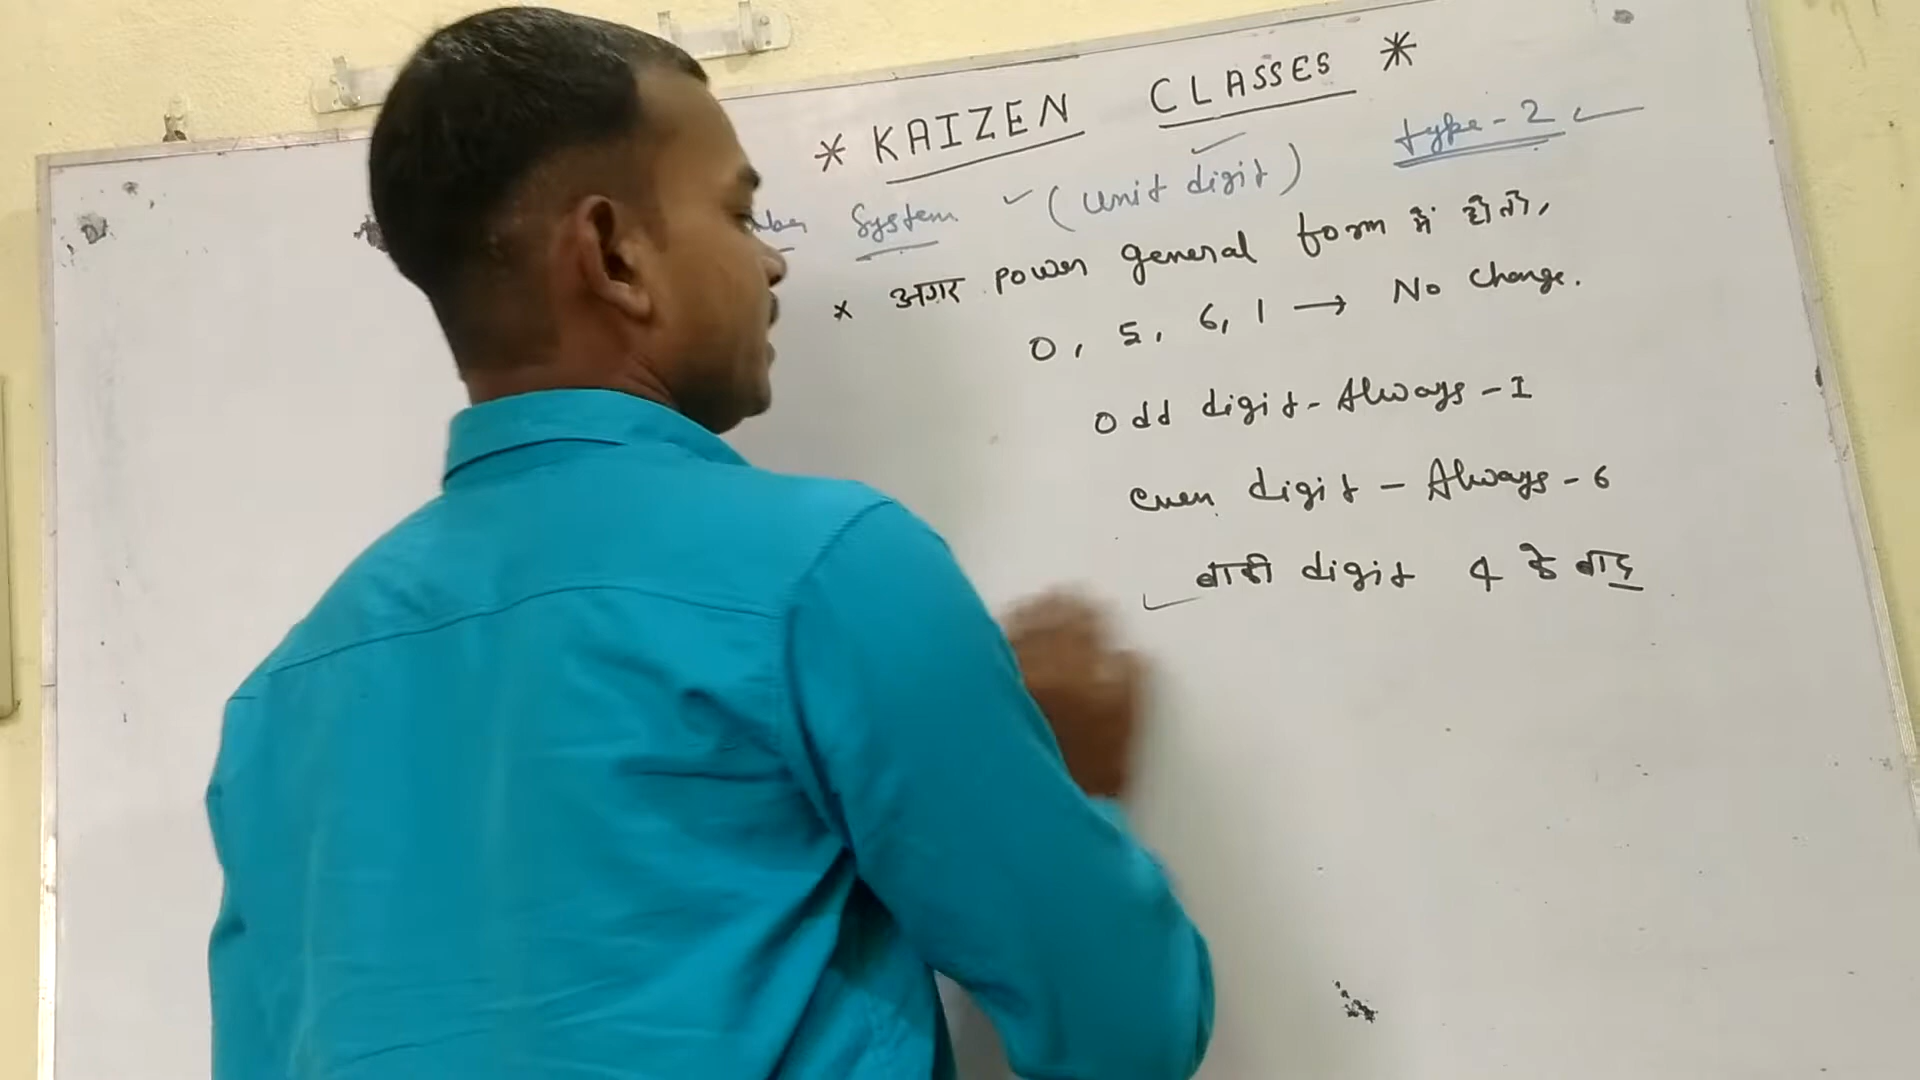 * KAIZEN CLASSES *
System (unit digit) type-2
* अगर power general form में हो तो,
0, 5, 6, 1 → No change.
odd digit - Always - 1
even digit - Always - 6
बाकी digit 4 के बाद